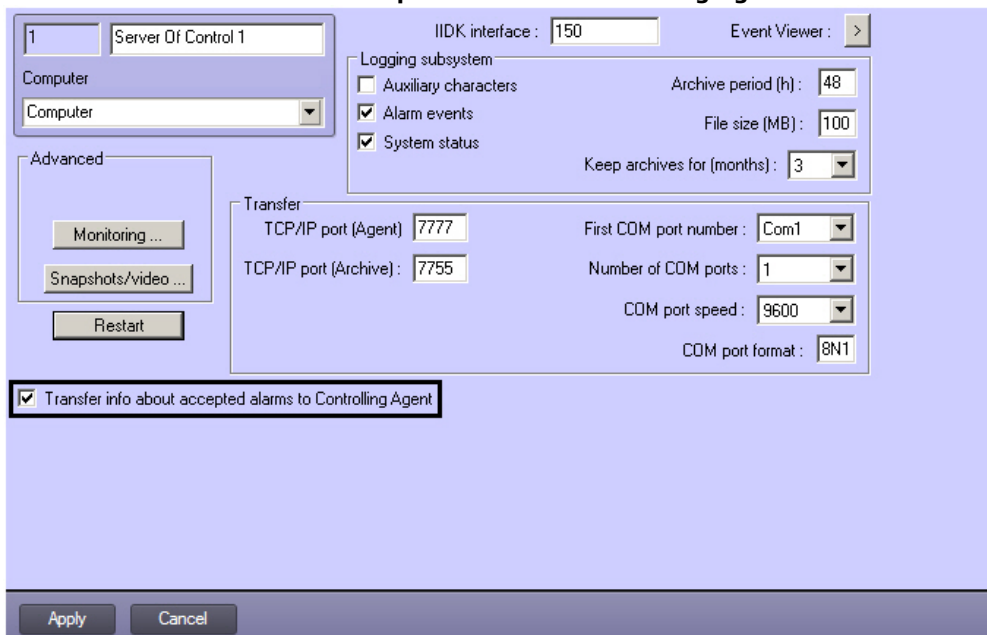 1
Server Of Control 1
Computer
Computer
IIDK interface :
150
Event Viewer :
>
Logging subsystem
Auxiliary characters
Alarm events
System status
Archive period (h) :
48
File size (MB) :
100
Keep archives for (months) :
3
Advanced
Monitoring ...
Snapshots/video ...
Restart
Transfer
TCP/IP port (Agent)
7777
TCP/IP port (Archive) :
7755
First COM port number :
Com1
Number of COM ports :
1
COM port speed :
9600
COM port format :
8N1
Transfer info about accepted alarms to Controlling Agent
Apply
Cancel